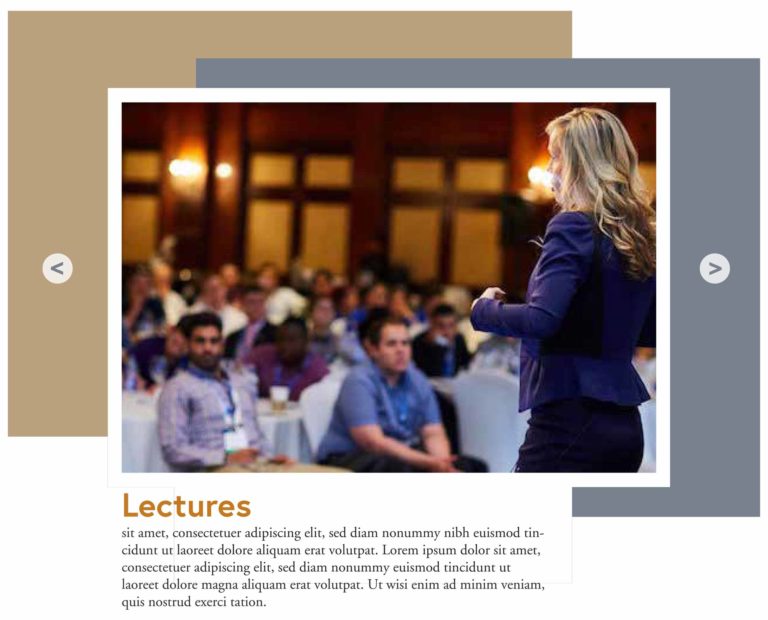 <
>
Lectures
sit amet, consectetuer adipiscing elit, sed diam nonummy nibh euismod tin-
cidunt ut laoreet dolore aliquam erat volutpat. Lorem ipsum dolor sit amet,
consectetuer adipiscing elit, sed diam nonummy euismod tincidunt ut
laoreet dolore magna aliquam erat volutpat. Ut wisi enim ad minim veniam,
quis nostrud exerci tation.